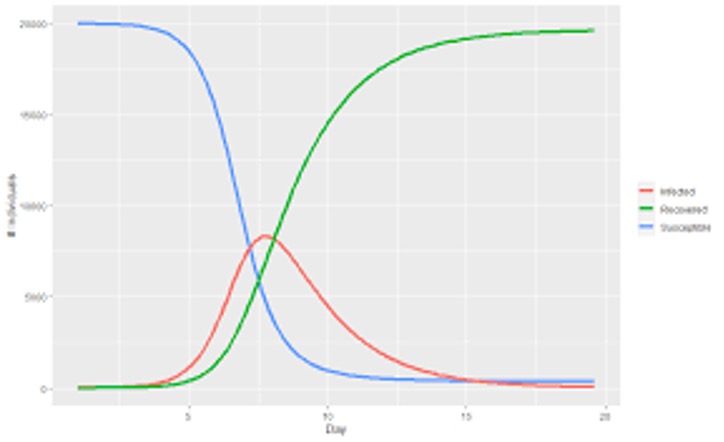 20000
15000
10000
5000
0
# Individuals
5
10
15
20
Day
Infected
Recovered
Susceptible